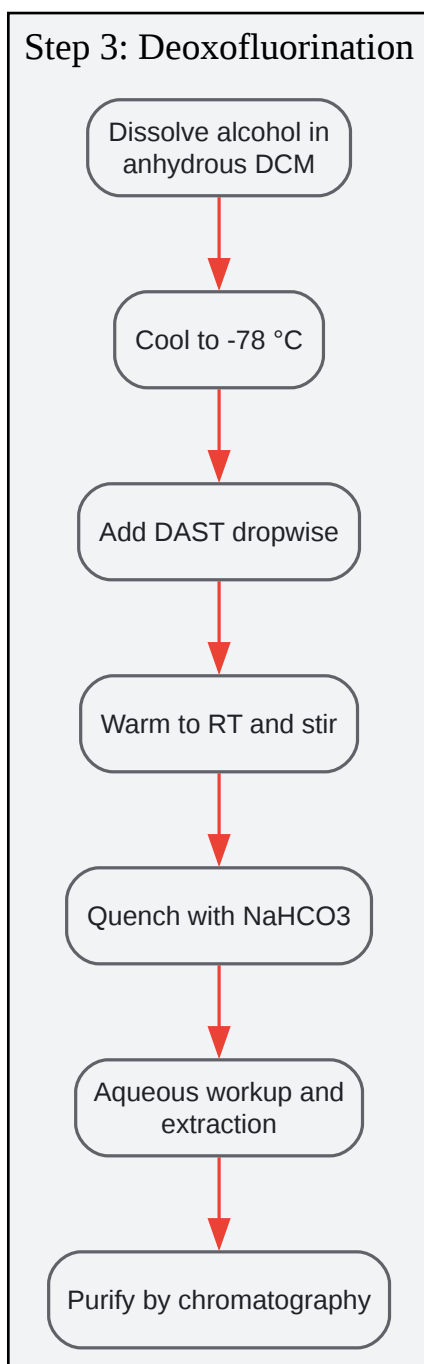 Step 3: Deoxofluorination
Dissolve alcohol in
anhydrous DCM
Cool to -78 °C
Add DAST dropwise
Warm to RT and stir
Quench with NaHCO3
Aqueous workup and
extraction
Purify by chromatography